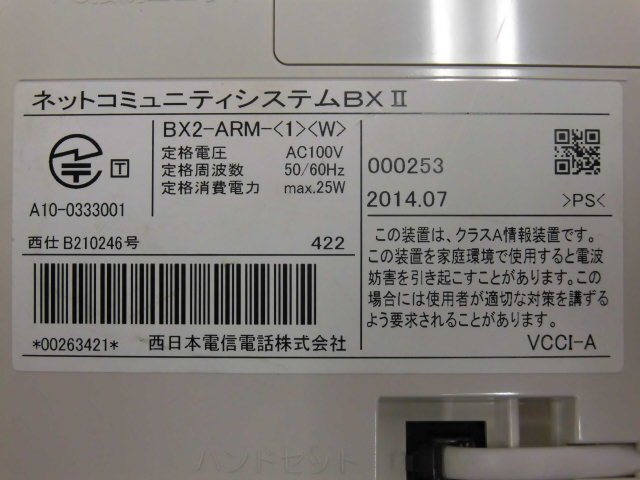 ネットコミュニティシステムBXⅡ
BX2-ARM-<1><W>
定格電圧 AC100V
定格周波数 50/60Hz
定格消費電力 max.25W
T
A10-0333001
西仕B210246号 422
*00263421* 西日本電信電話株式会社
000253
2014.07 >PS<
この装置は、クラスA情報装置です。
この装置を家庭環境で使用すると電波
妨害を引き起こすことがあります。この
場合には使用者が適切な対策を講ずる
よう要求されることがあります。
VCCI-A
ハンドセット